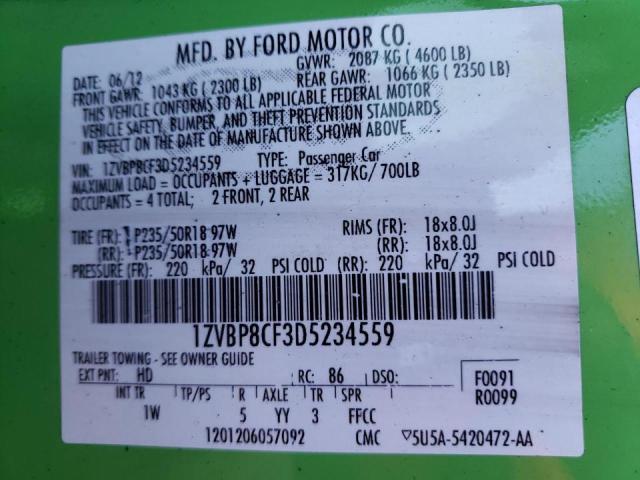 MFD. BY FORD MOTOR CO.
DATE: 06/12 GVWR: 2087 KG ( 4600 LB)
FRONT GAWR: 1043 KG ( 2300 LB) REAR GAWR: 1066 KG ( 2350 LB)
THIS VEHICLE CONFORMS TO ALL APPLICABLE FEDERAL MOTOR
VEHICLE SAFETY, BUMPER, AND THEFT PREVENTION STANDARDS
IN EFFECT ON THE DATE OF MANUFACTURE SHOWN ABOVE.
VIN: 1ZVBP8CF3D5234559 TYPE: Passenger Car
MAXIMUM LOAD = OCCUPANTS + LUGGAGE = 317KG/ 700LB
OCCUPANTS = 4 TOTAL; 2 FRONT, 2 REAR
TIRE (FR): P235/50R18 97W RIMS (FR): 18x8.0J
(RR): P235/50R18 97W (RR): 18x8.0J
PRESSURE (FR): 220 kPa/ 32 PSI COLD (RR): 220 kPa/ 32 PSI COLD
1ZVBP8CF3D5234559
TRAILER TOWING - SEE OWNER GUIDE
EXT PNT: HD RC: 86 DSO: F0091
R0099
INT TR TP/PS R AXLE TR SPR
1W 5 YY 3 FFCC
1201206057092 CMC 5U5A-5420472-AA